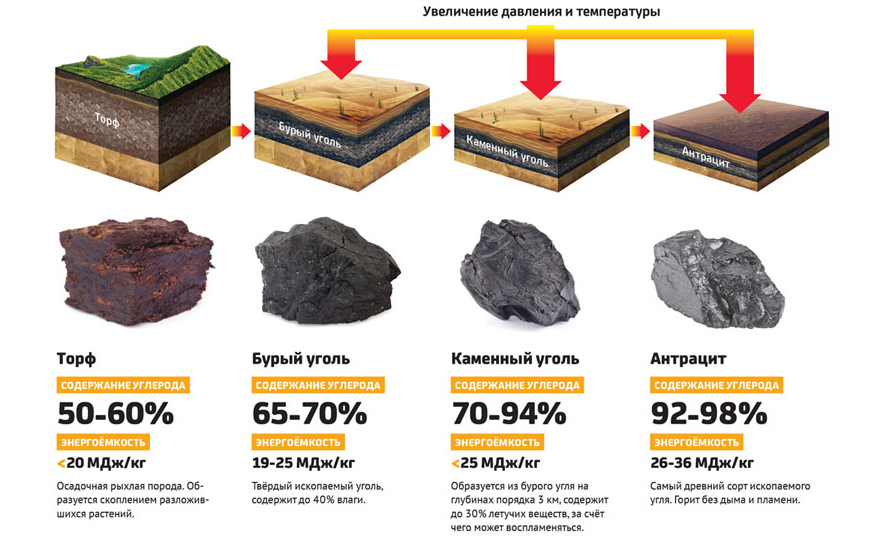 Увеличение давления и температуры
Торф
Бурый уголь
Каменный уголь
Антрацит
Торф
СОДЕРЖАНИЕ УГЛЕРОДА
50-60%
ЭНЕРГОЁМКОСТЬ
<20 МДж/кг
Осадочная рыхлая порода. Об-
разуется скоплением разложив-
шихся растений.
Бурый уголь
СОДЕРЖАНИЕ УГЛЕРОДА
65-70%
ЭНЕРГОЁМКОСТЬ
19-25 МДж/кг
Твёрдый ископаемый уголь,
содержит до 40% влаги.
Каменный уголь
СОДЕРЖАНИЕ УГЛЕРОДА
70-94%
ЭНЕРГОЁМКОСТЬ
<25 МДж/кг
Образуется из бурого угля на
глубинах порядка 3 км, содержит
до 30% летучих веществ, за счёт
чего может воспламеняться.
Антрацит
СОДЕРЖАНИЕ УГЛЕРОДА
92-98%
ЭНЕРГОЁМКОСТЬ
26-36 МДж/кг
Самый древний сорт ископаемого
угля. Горит без дыма и пламени.